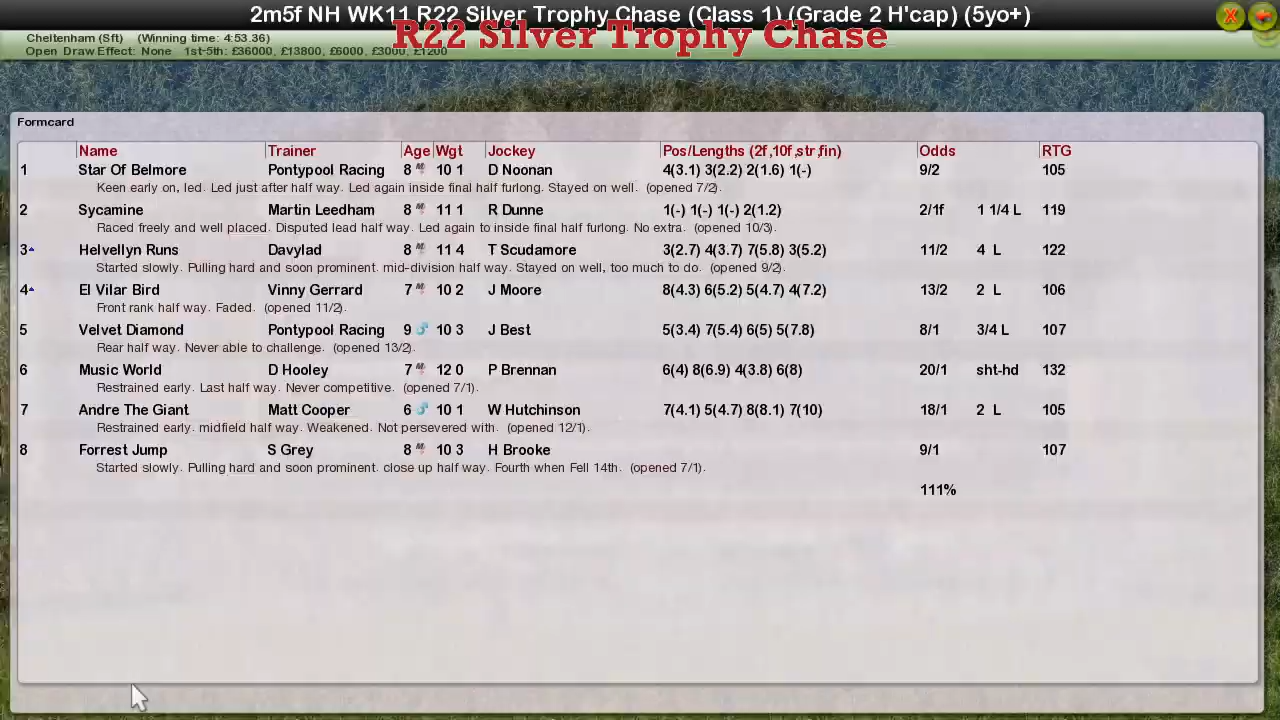 2m5f NH WK11 R22 Silver Trophy Chase (Class 1) (Grade 2 H'cap) (5yo+)
R22 Silver Trophy Chase
Cheltenham (Sft) (Winning time: 4:53.36)
Open Draw Effect: None 1st-5th: £36000, £13800, £6000, £3000, £1200
Formcard
Name Trainer Age Wgt Jockey Pos/Lengths (2f,10f,str,fin) Odds RTG
1 Star Of Belmore Pontypool Racing 8 10 1 D Noonan 4(3.1) 3(2.2) 2(1.6) 1(-) 9/2 105
Keen early on, led. Led just after half way. Led again inside final half furlong. Stayed on well. (opened 7/2).
2 Sycamine Martin Leedham 8 11 1 R Dunne 1(-) 1(-) 1(-) 2(1.2) 2/1f 1 1/4 L 119
Raced freely and well placed. Disputed lead half way. Led again to inside final half furlong. No extra. (opened 10/3).
3 Helvellyn Runs Davylad 8 11 4 T Scudamore 3(2.7) 4(3.7) 7(5.8) 3(5.2) 11/2 4 L 122
Started slowly. Pulling hard and soon prominent. mid-division half way. Stayed on well, too much to do. (opened 9/2).
4 El Vilar Bird Vinny Gerrard 7 10 2 J Moore 8(4.3) 6(5.2) 5(4.7) 4(7.2) 13/2 2 L 106
Front rank half way. Faded. (opened 11/2).
5 Velvet Diamond Pontypool Racing 9 10 3 J Best 5(3.4) 7(5.4) 6(5) 5(7.8) 8/1 3/4 L 107
Rear half way. Never able to challenge. (opened 13/2).
6 Music World D Hooley 7 12 0 P Brennan 6(4) 8(6.9) 4(3.8) 6(8) 20/1 sht-hd 132
Restrained early. Last half way. Never competitive. (opened 7/1).
7 Andre The Giant Matt Cooper 6 10 1 W Hutchinson 7(4.1) 5(4.7) 8(8.1) 7(10) 18/1 2 L 105
Restrained early. midfield half way. Weakened. Not persevered with. (opened 12/1).
8 Forrest Jump S Grey 8 10 3 H Brooke 9/1 107
Started slowly. Pulling hard and soon prominent. close up half way. Fourth when Fell 14th. (opened 7/1).
111%